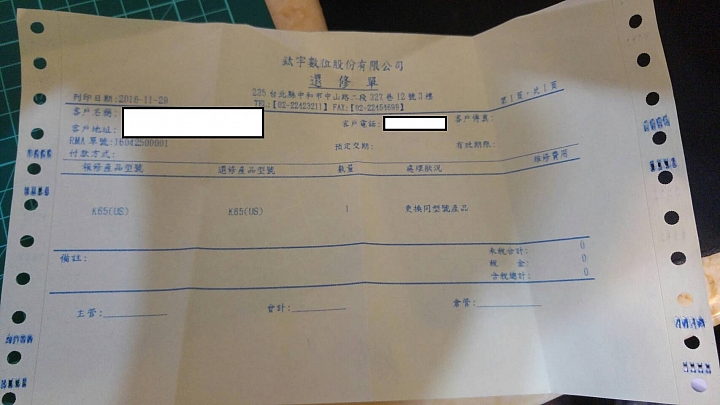 鈦宇數位股份有限公司
還 修 單
列印日期:2016-11-29
235 台北縣中和市中山路二段 327 巷 12 號 3 樓
第1頁,共1頁
客戶名稱:
TEL:【02-22423211】 FAX:【02-22454699】
客戶地址:
客戶電話:
客戶傳真:
RMA 單號:16042500001
預定交期:
有效期限:
付款方式:
報修產品型號 還修產品型號 數量 處理狀況 維修費用
K65(US) K65(US) 1 更換同型號產品
備註:
未稅合計: 0
稅 金: 0
含稅總計: 0
主管:
會計:
倉管: